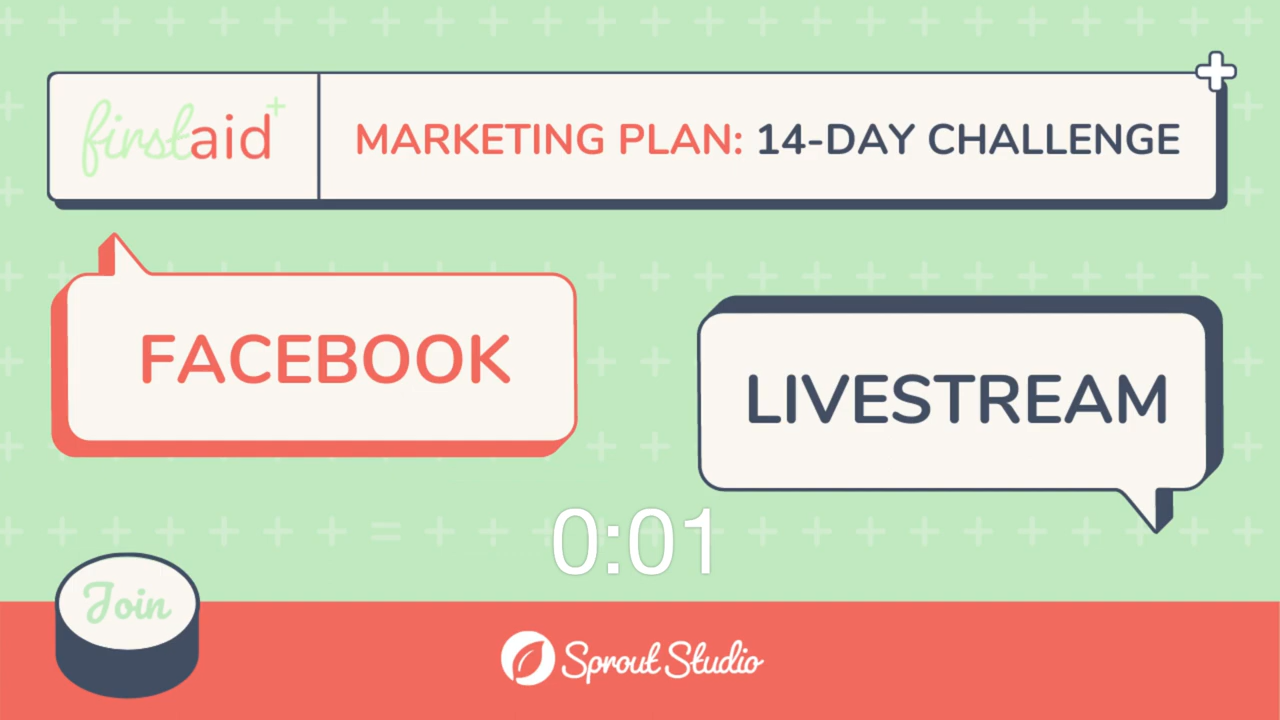 firstaid+
MARKETING PLAN: 14-DAY CHALLENGE
FACEBOOK
LIVESTREAM
0:01
Join
Sprout Studio